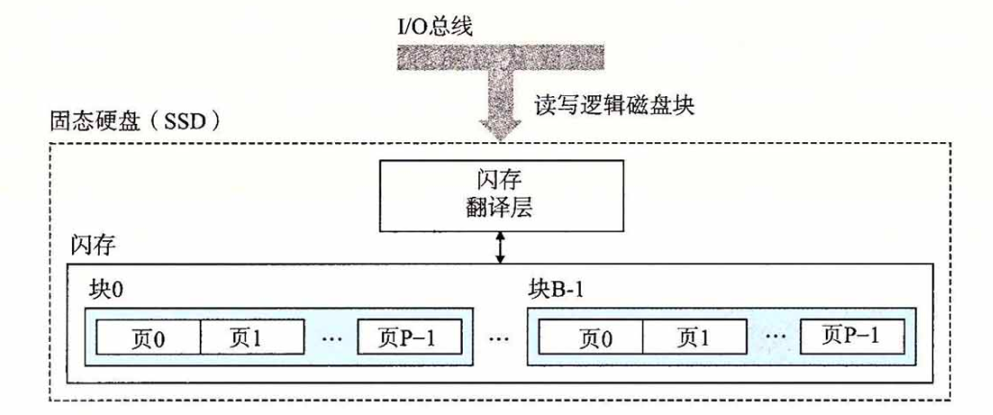 I/O总线
读写逻辑磁盘块
固态硬盘（SSD）
闪存
翻译层
闪存
块0 块B-1
页0 页1 … 页P–1 … 页0 页1 … 页P–1